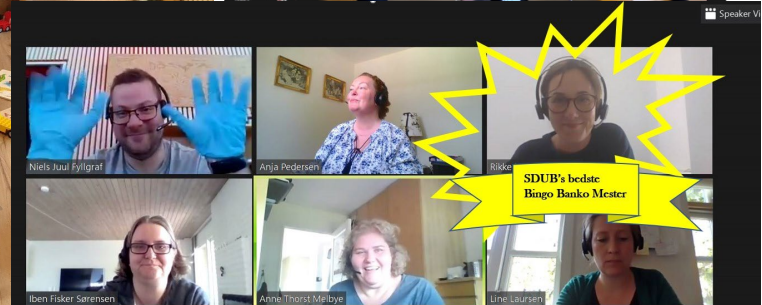 Speaker Vi
Niels Juul Fyllgraf
Anja Pedersen
Rikke
SDUB's bedste
Bingo Banko Mester
Iben Fisker Sørensen
Anne Thorst Melbye
Line Laursen